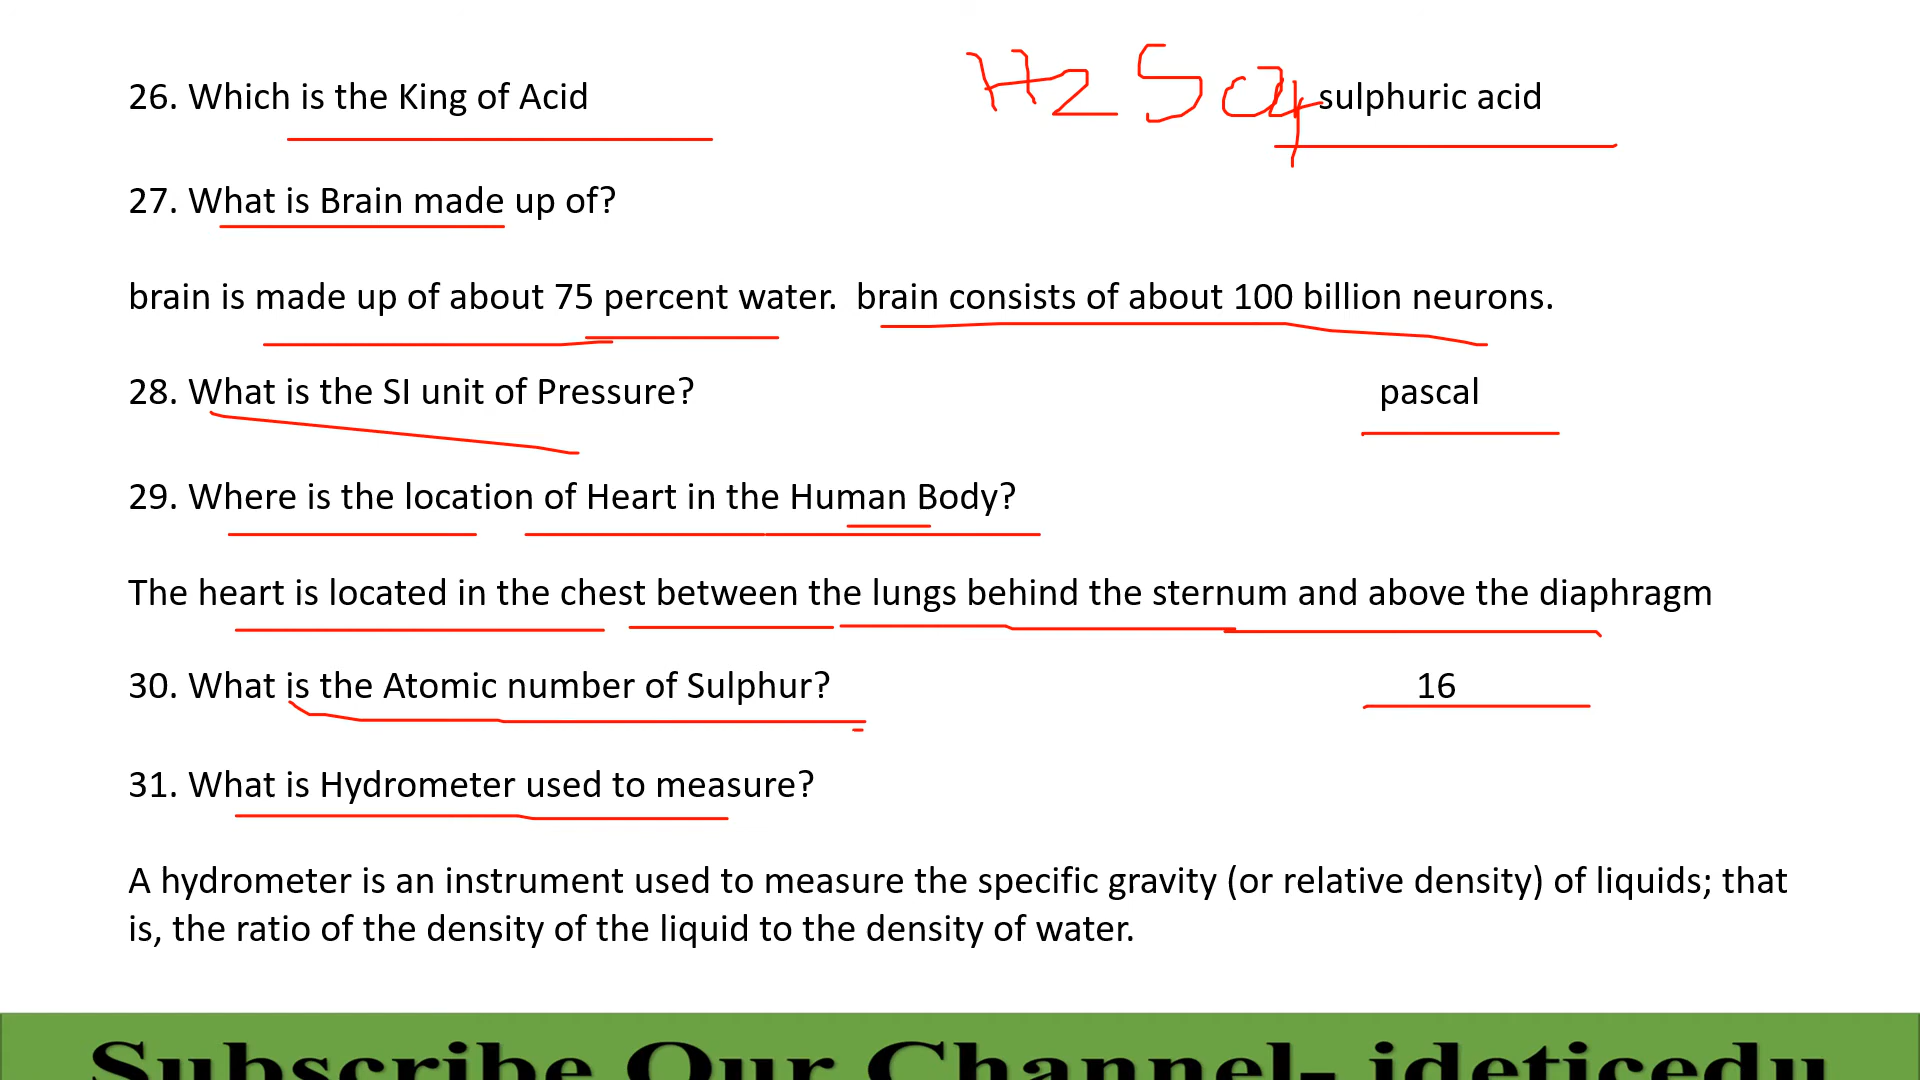 26. Which is the King of Acid H2SO4 sulphuric acid
27. What is Brain made up of?
brain is made up of about 75 percent water. brain consists of about 100 billion neurons.
28. What is the SI unit of Pressure? pascal
29. Where is the location of Heart in the Human Body?
The heart is located in the chest between the lungs behind the sternum and above the diaphragm
30. What is the Atomic number of Sulphur? 16
31. What is Hydrometer used to measure?
A hydrometer is an instrument used to measure the specific gravity (or relative density) of liquids; that
is, the ratio of the density of the liquid to the density of water.
Subscribe Our Channel- ideticedu